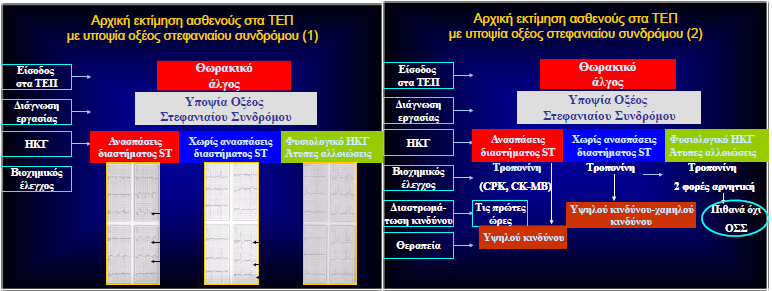 Αρχική εκτίμηση ασθενούς στα ΤΕΠ
με υποψία οξέος στεφανιαίου συνδρόμου (1)
Είσοδος
στα ΤΕΠ
Θωρακικό
άλγος
Διάγνωση
εργασίας
Υποψία Οξέος
Στεφανιαίου Συνδρόμου
ΗΚΓ
Ανασπάσεις
διαστήματος ST
Χωρίς ανασπάσεις
διαστήματος ST
Φυσιολογικό ΗΚΓ
Άτυπες αλλοιώσεις
Βιοχημικός
έλεγχος
Αρχική εκτίμηση ασθενούς στα ΤΕΠ
με υποψία οξέος στεφανιαίου συνδρόμου (2)
Είσοδος
στα ΤΕΠ
Θωρακικό
άλγος
Διάγνωση
εργασίας
Υποψία Οξέος
Στεφανιαίου Συνδρόμου
ΗΚΓ
Ανασπάσεις
διαστήματος ST
Χωρίς ανασπάσεις
διαστήματος ST
Φυσιολογικό ΗΚΓ
Άτυπες αλλοιώσεις
Βιοχημικός
έλεγχος
Τροπονίνη
(CPK, CK-MB)
Τροπονίνη
Τροπονίνη
2 φορές αρνητική
Διαστρωμά-
τωση κινδύνου
Τις πρώτες
ώρες
Υψηλού κινδύνου-χαμηλού
κινδύνου
Πιθανά όχι
ΟΣΣ
Θεραπεία
Υψηλού κινδύνου